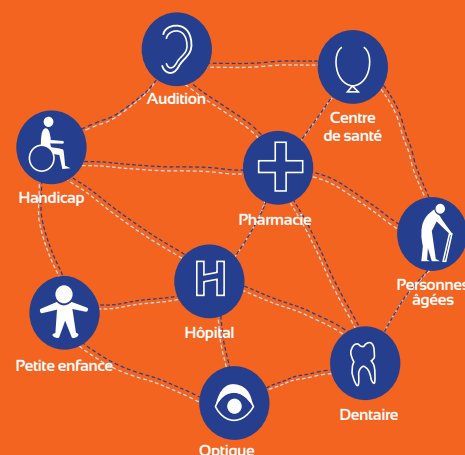 Audition
Centre
de santé
Handicap
Pharmacie
Personnes
âgées
H
Hôpital
Petite enfance
Dentaire
Optique